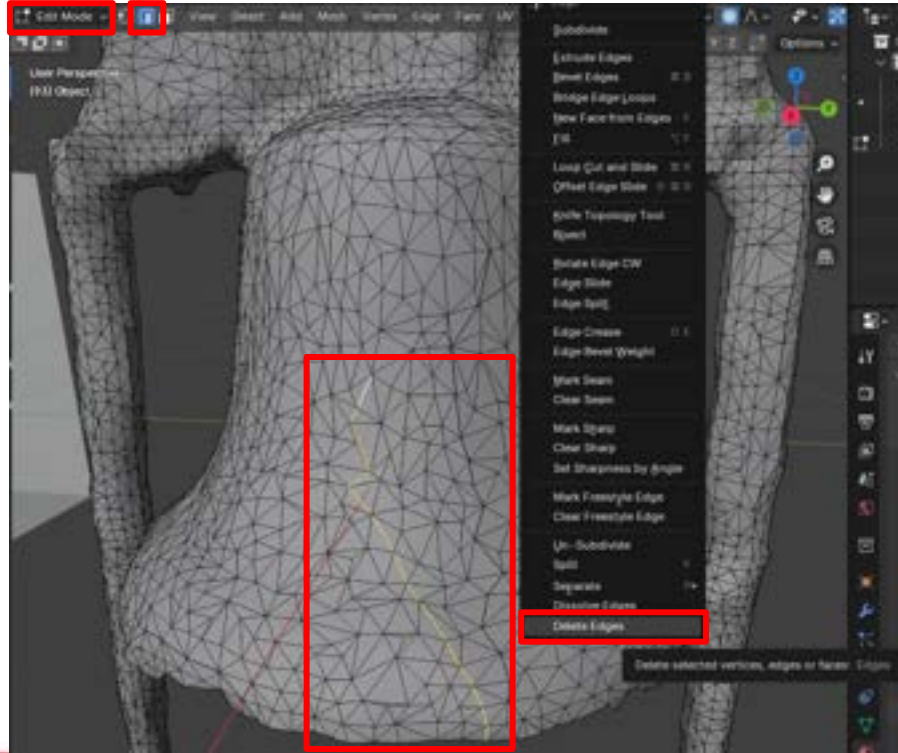 Edit Mode
View Select Add Mesh Vertex Edge Face UV
Options
User Perspective
Object
Subdivide
Extrude Edges
Bevel Edges
Bridge Edge Loops
New Face from Edges
Fill
Loop Cut and Slide
Offset Edge Slide
Knife Topology Tool
Bisect
Rotate Edge CW
Edge Slide
Edge Split
Edge Crease
Edge Bevel Weight
Mark Seam
Clear Seam
Mark Sharp
Clear Sharp
Set Sharpness by Angle
Mark Freestyle Edge
Clear Freestyle Edge
Un-Subdivide
Split
Separate
Dissolve Edges
Delete Edges
Delete selected vertices, edges or faces: Edges